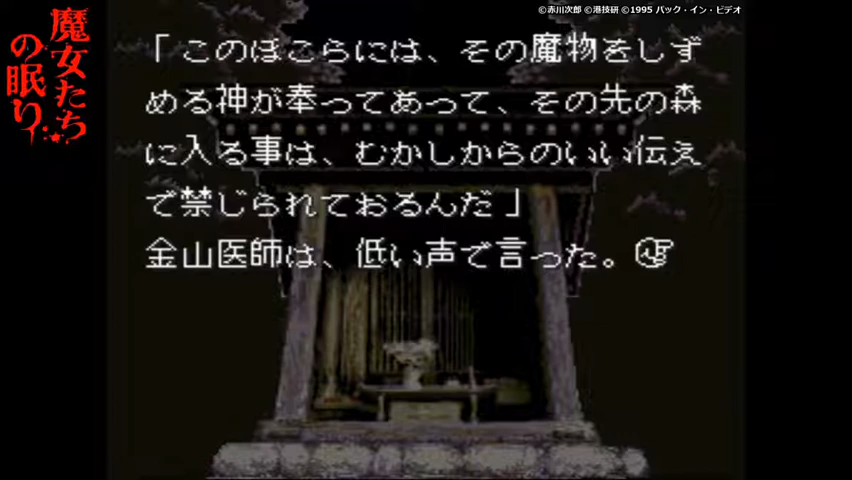 ©赤川次郎 ©港技研 ©1995 パック・イン・ビデオ
魔女たち
の眠り
「このほこらには、その魔物をしず
める神が奉ってあって、その先の森
に入る事は、むかしからのいい伝え
で禁じられておるんだ」
金山医師は、低い声で言った。